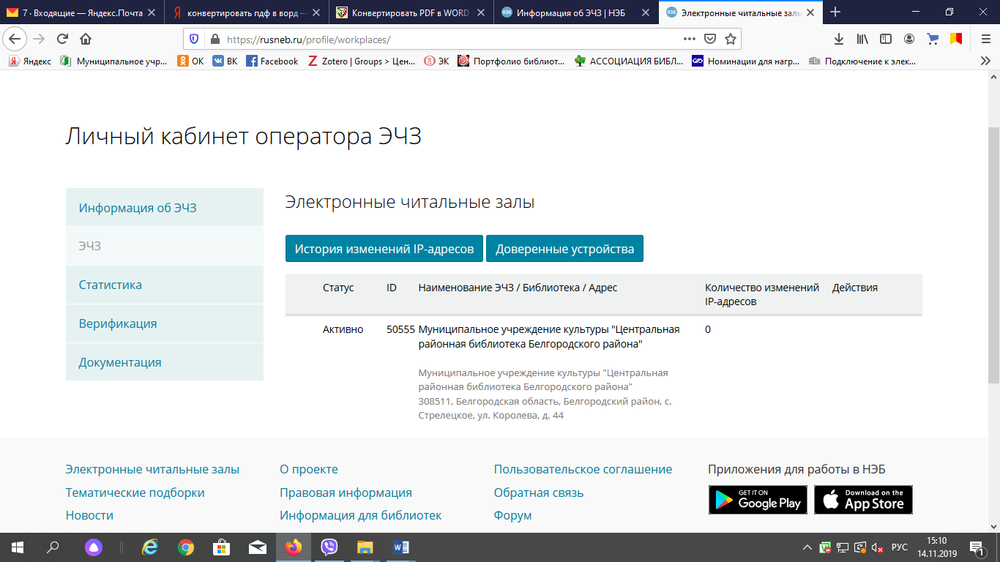 7 · Входящие — Яндекс.Почта
конвертировать пдф в ворд —
Конвертировать PDF в WORD
Информация об ЭЧЗ | НЭБ
Электронные читальные залы
https://rusneb.ru/profile/workplaces/
Яндекс
Муниципальное учр...
ОК
ВК
Facebook
Zotero | Groups > Цен...
ЭК
Портфолио библиот...
АССОЦИАЦИЯ БИБЛ...
Номинации для нагр...
Подключение к элек...
Личный кабинет оператора ЭЧЗ
Информация об ЭЧЗ
ЭЧЗ
Статистика
Верификация
Документация
Электронные читальные залы
История изменений IP-адресов
Доверенные устройства
Статус
ID
Наименование ЭЧЗ / Библиотека / Адрес
Количество изменений
IP-адресов
Действия
Активно
50555
Муниципальное учреждение культуры "Центральная
районная библиотека Белгородского района"
0
Муниципальное учреждение культуры "Центральная
районная библиотека Белгородского района"
308511, Белгородская область, Белгородский район, с.
Стрелецкое, ул. Королева, д. 44
Электронные читальные залы
Тематические подборки
Новости
О проекте
Правовая информация
Информация для библиотек
Пользовательское соглашение
Обратная связь
Форум
Приложения для работы в НЭБ
GET IT ON
Google Play
Download on the
App Store
РУС
15:10
14.11.2019
1